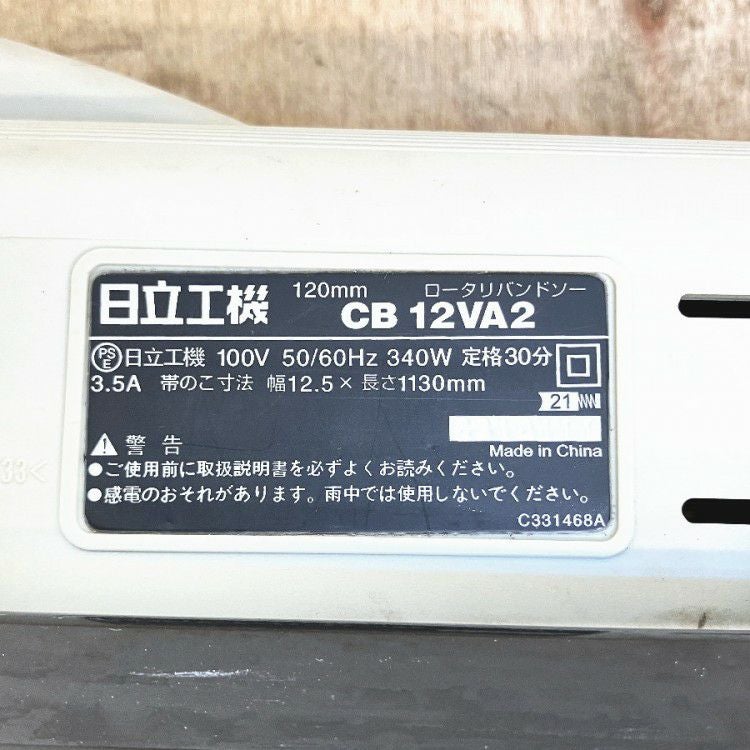 120mm ロータリバンドソー
日立工機 CB 12VA2
PSE 日立工機 100V 50/60Hz 340W 定格30分
3.5A 帯のこ寸法 幅12.5×長さ1130mm
21
Made in China
警告
●ご使用前に取扱説明書を必ずよくお読みください。
●感電のおそれがあります。雨中では使用しないでください。
C331468A
33<